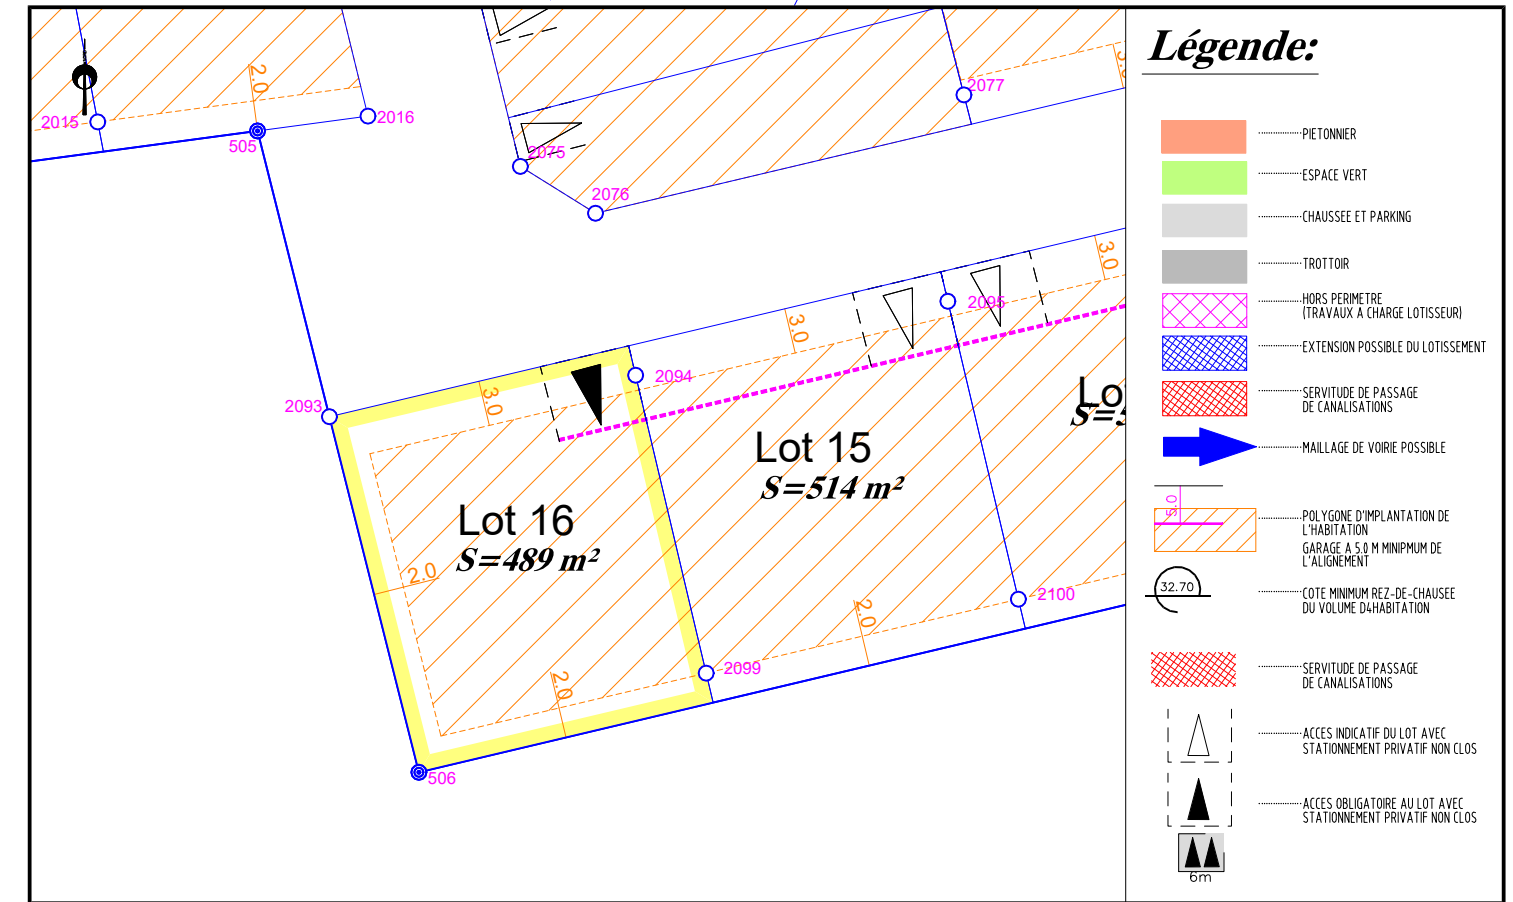 Légende:
2.0
2015
505
2016
2077
2075
2076
3.0
3.0
2095
2093
3.0
2094
Lot 15
S=514 m²
Lot 16
S=489 m²
2.0
2100
2.0
2099
2.0
506
PIETONNIER
ESPACE VERT
CHAUSSEE ET PARKING
TROTTOIR
HORS PERIMETRE
(TRAVAUX A CHARGE LOTISSEUR)
EXTENSION POSSIBLE DU LOTISSEMENT
SERVITUDE DE PASSAGE
DE CANALISATIONS
MAILLAGE DE VOIRIE POSSIBLE
5.0
POLYGONE D'IMPLANTATION DE
L'HABITATION
GARAGE A 5.0 M MINIPMUM DE
L'ALIGNEMENT
32.70
COTE MINIMUM REZ-DE-CHAUSEE
DU VOLUME D4HABITATION
SERVITUDE DE PASSAGE
DE CANALISATIONS
ACCES INDICATIF DU LOT AVEC
STATIONNEMENT PRIVATIF NON CLOS
ACCES OBLIGATOIRE AU LOT AVEC
STATIONNEMENT PRIVATIF NON CLOS
6m